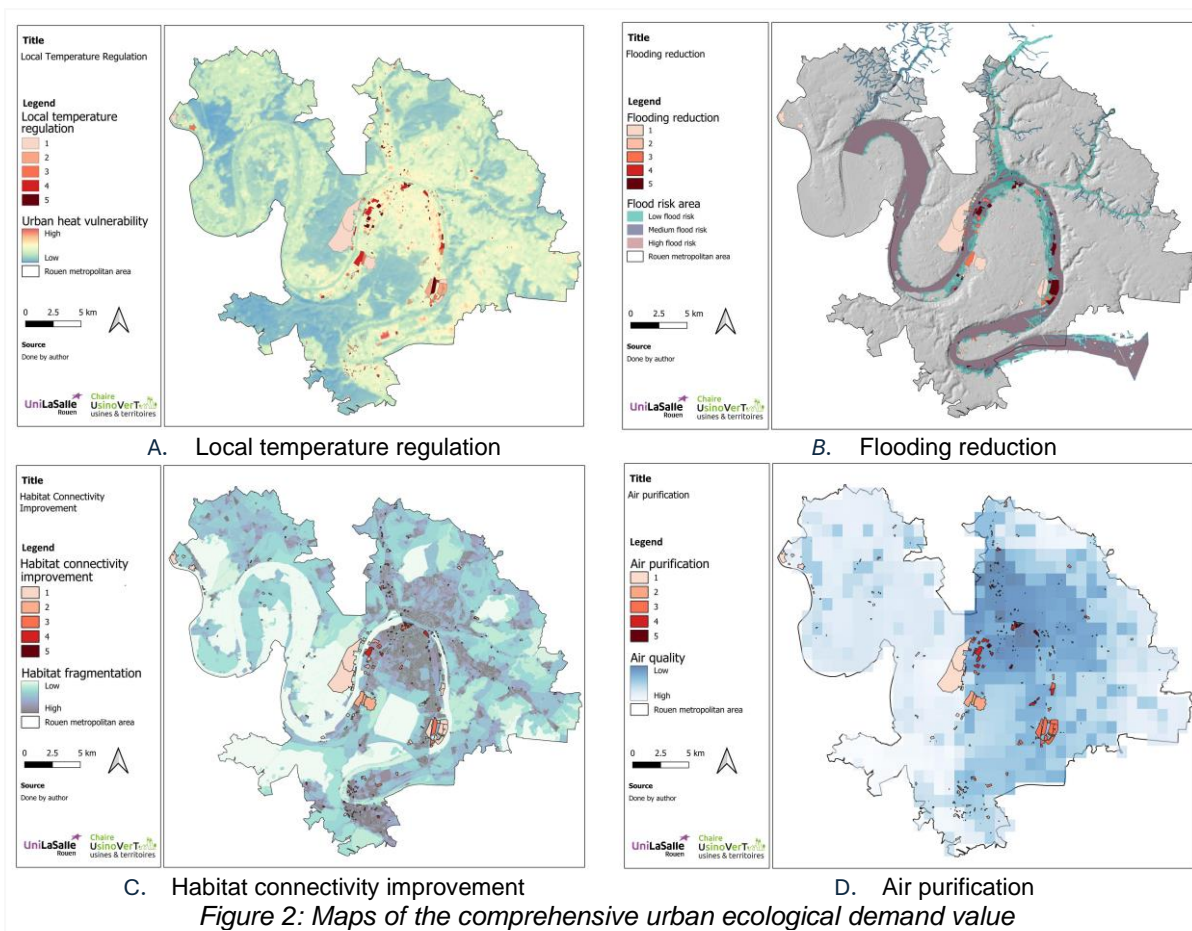 Title
Local Temperature Regulation
Legend
Local temperature
regulation
1
2
3
4
5
Urban heat vulnerability
High
Low
Rouen metropolitan area
0 2.5 5 km
Source
Done by author
UniLaSalle
Rouen
Chaire
UsinoVerT
usines & territoires
A. Local temperature regulation
Title
Flooding reduction
Legend
Flooding reduction
1
2
3
4
5
Flood risk area
Low flood risk
Medium flood risk
High flood risk
Rouen metropolitan area
0 2.5 5 km
Source
Done by author
UniLaSalle
Rouen
Chaire
UsinoVerT
usines & territoires
B. Flooding reduction
Title
Habitat Connectivity
Improvement
Legend
Habitat connectivity
improvement
1
2
3
4
5
Habitat fragmentation
Low
High
Rouen metropolitan area
0 2.5 5 km
Source
Done by author
UniLaSalle
Rouen
Chaire
UsinoVerT
usines & territoires
C. Habitat connectivity improvement
Title
Air purification
Legend
Air purification
1
2
3
4
5
Air quality
Low
High
Rouen metropolitan area
0 2.5 5 km
Source
Done by author
UniLaSalle
Rouen
Chaire
UsinoVerT
usines & territoires
D. Air purification
Figure 2: Maps of the comprehensive urban ecological demand value